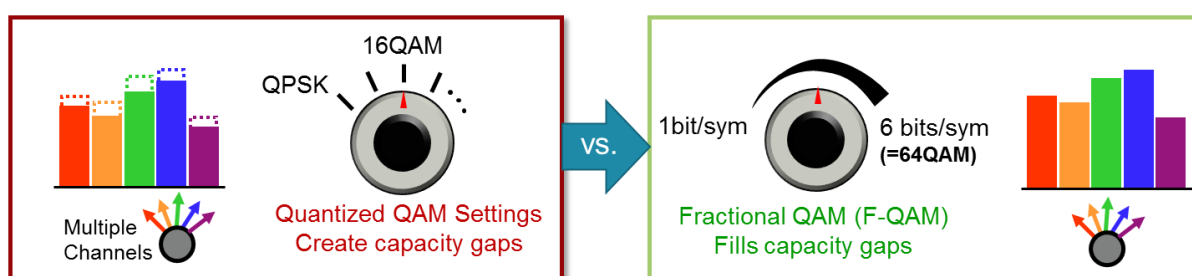 16QAM
QPSK
Multiple
Channels
Quantized QAM Settings
Create capacity gaps
vs.
1bit/sym
6 bits/sym
(=64QAM)
Fractional QAM (F-QAM)
Fills capacity gaps